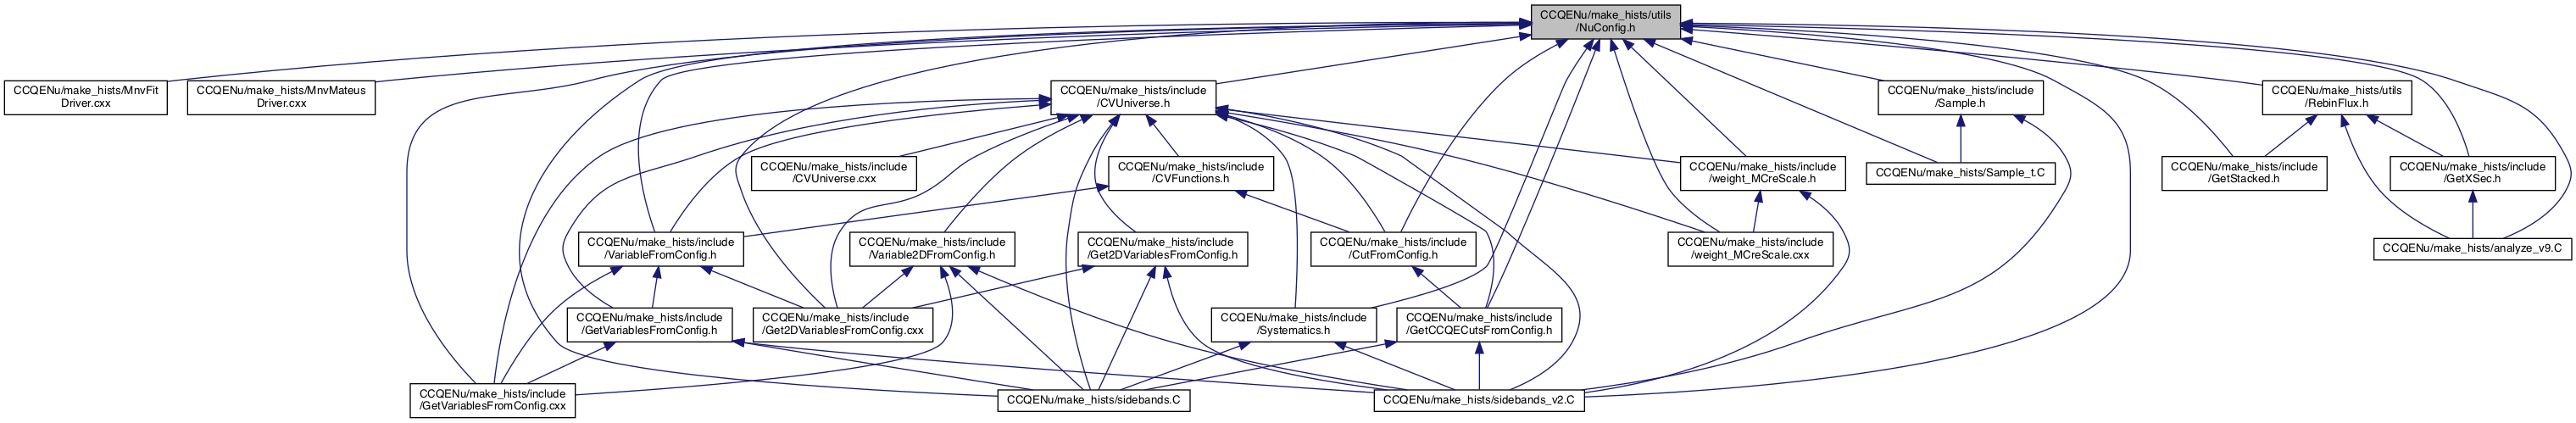 CCQENu/make_hists/utils
/NuConfig.h
CCQENu/make_hists/MnvFit
Driver.cxx
CCQENu/make_hists/MnvMateus
Driver.cxx
CCQENu/make_hists/include
/CVUniverse.h
CCQENu/make_hists/include
/Sample.h
CCQENu/make_hists/utils
/RebinFlux.h
CCQENu/make_hists/include
/CVUniverse.cxx
CCQENu/make_hists/include
/CVFunctions.h
CCQENu/make_hists/include
/weight_MCreScale.h
CCQENu/make_hists/Sample_t.C
CCQENu/make_hists/include
/GetStacked.h
CCQENu/make_hists/include
/GetXSec.h
CCQENu/make_hists/include
/VariableFromConfig.h
CCQENu/make_hists/include
/Variable2DFromConfig.h
CCQENu/make_hists/include
/Get2DVariablesFromConfig.h
CCQENu/make_hists/include
/CutFromConfig.h
CCQENu/make_hists/include
/weight_MCreScale.cxx
CCQENu/make_hists/analyze_v9.C
CCQENu/make_hists/include
/GetVariablesFromConfig.h
CCQENu/make_hists/include
/Get2DVariablesFromConfig.cxx
CCQENu/make_hists/include
/Systematics.h
CCQENu/make_hists/include
/GetCCQECutsFromConfig.h
CCQENu/make_hists/include
/GetVariablesFromConfig.cxx
CCQENu/make_hists/sidebands.C
CCQENu/make_hists/sidebands_v2.C